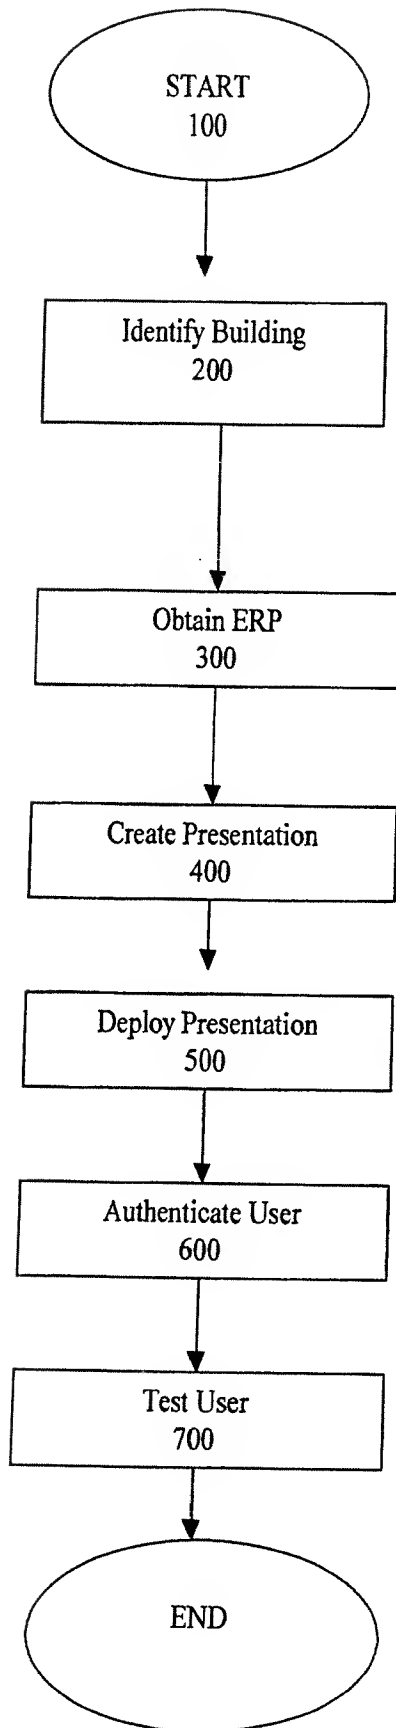 START
100
Identify Building
200
Obtain ERP
300
Create Presentation
400
Deploy Presentation
500
Authenticate User
600
Test User
700
END